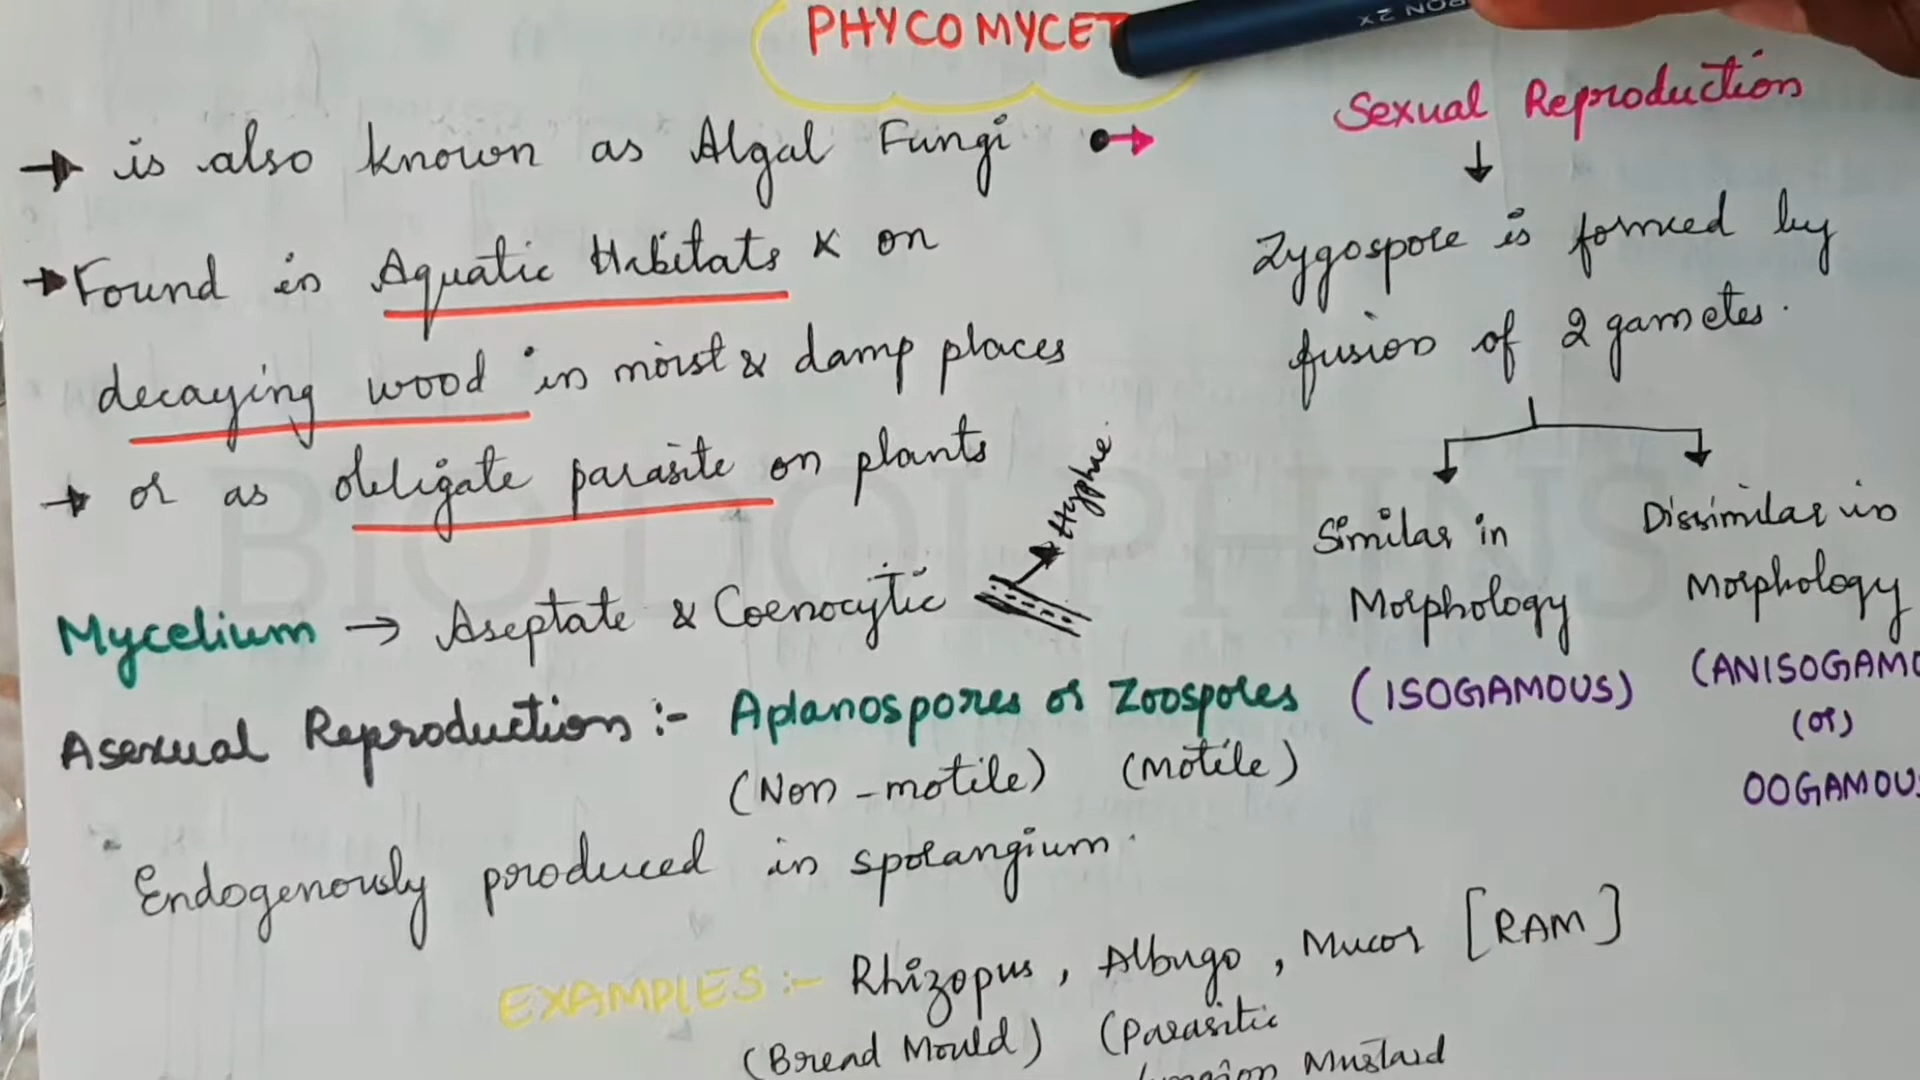 PHYCOMYCET
→ is also known as Algal Fungi
→ Found in Aquatic Habitats & on
decaying wood in moist & damp places
→ or as obligate parasite on plants
Mycelium → Aseptate & Coenocytic
Hyphae
Asexual Reproduction :- Aplanospores or Zoospores
(Non-motile) (motile)
Endogenously produced in sporangium.
Sexual Reproduction
Zygospore is formed by
fusion of 2 gametes.
Similar in
Morphology
(ISOGAMOUS)
Dissimilar in
Morphology
(ANISOGAMO
(or)
OOGAMOUS
EXAMPLES :- Rhizopus, Albugo, Mucor [RAM]
(Bread Mould) (Parasitic
Mustard